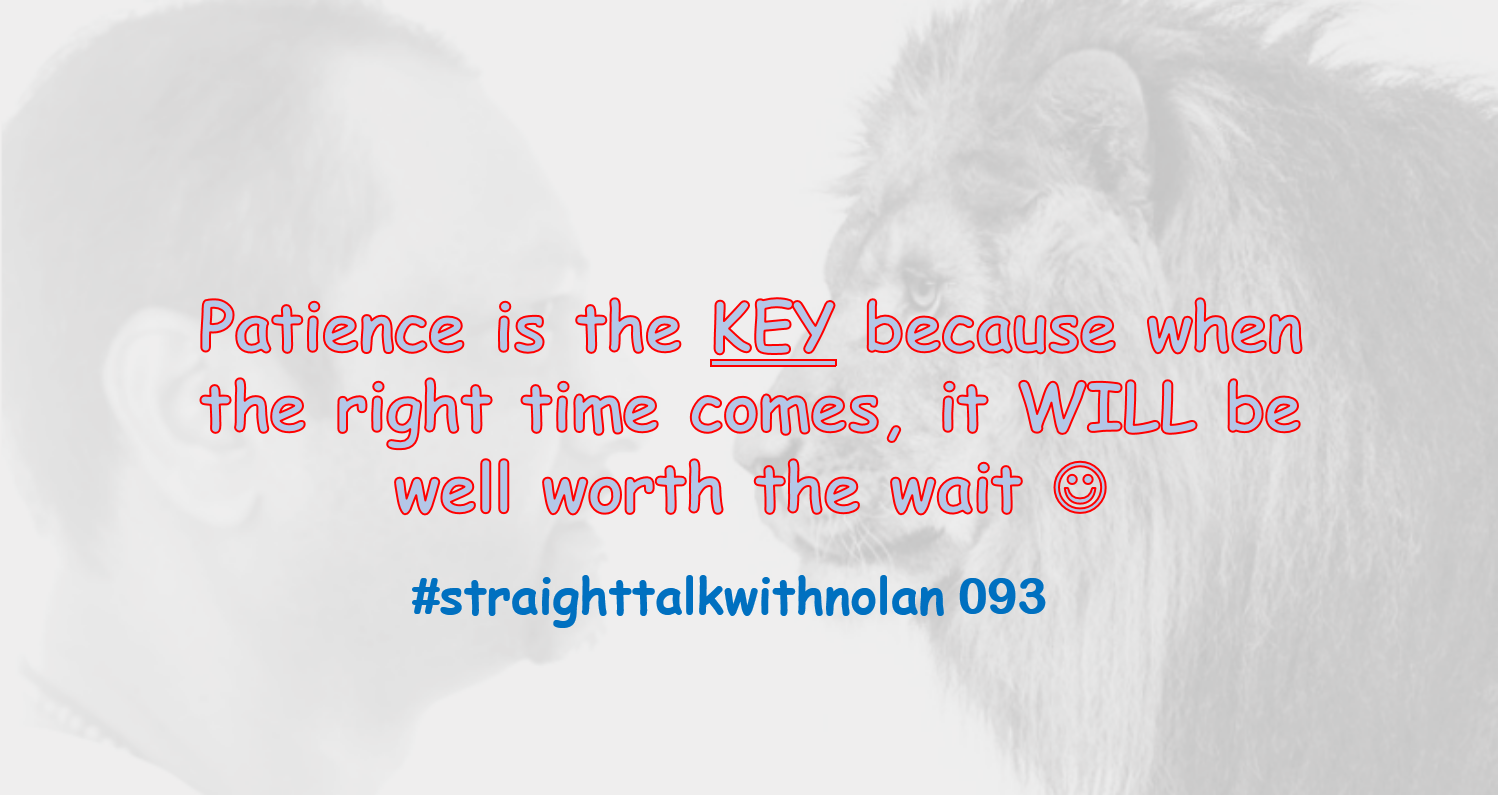 Patience is the KEY because when
the right time comes, it WILL be
well worth the wait ☺
#straighttalkwithnolan 093